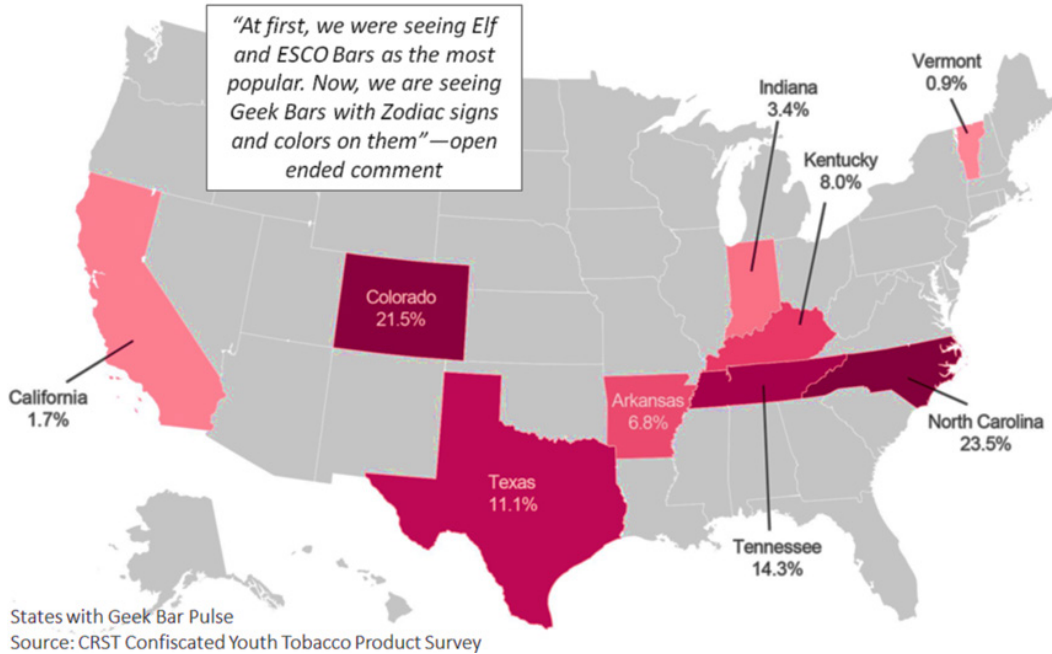 “At first, we were seeing Elf
and ESCO Bars as the most
popular. Now, we are seeing
Geek Bars with Zodiac signs
and colors on them”—open
ended comment
Vermont
0.9%
Indiana
3.4%
Kentucky
8.0%
Colorado
21.5%
California
1.7%
Arkansas
6.8%
North Carolina
23.5%
Texas
11.1%
Tennessee
14.3%
States with Geek Bar Pulse
Source: CRST Confiscated Youth Tobacco Product Survey